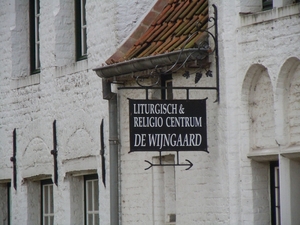 LITURGISCH &
RELIGIO CENTRUM
DE WIJNGAARD